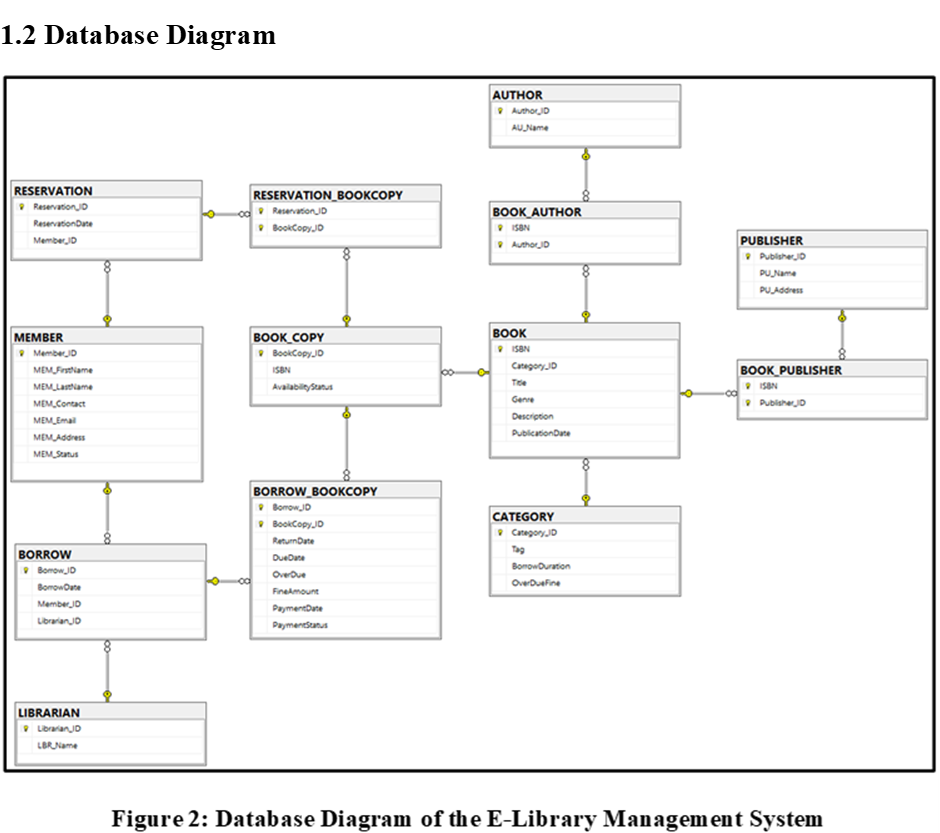 1.2 Database Diagram
AUTHOR
Author_ID
AU_Name
RESERVATION
Reservation_ID
ReservationDate
Member_ID
RESERVATION_BOOKCOPY
Reservation_ID
BookCopy_ID
BOOK_AUTHOR
ISBN
Author_ID
PUBLISHER
Publisher_ID
PU_Name
PU_Address
MEMBER
Member_ID
MEM_FirstName
MEM_LastName
MEM_Contact
MEM_Email
MEM_Address
MEM_Status
BOOK_COPY
BookCopy_ID
ISBN
AvailabilityStatus
BOOK
ISBN
Category_ID
Title
Genre
Description
PublicationDate
BOOK_PUBLISHER
ISBN
Publisher_ID
BORROW_BOOKCOPY
Borrow_ID
BookCopy_ID
ReturnDate
DueDate
OverDue
FineAmount
PaymentDate
PaymentStatus
CATEGORY
Category_ID
Tag
BorrowDuration
OverDueFine
BORROW
Borrow_ID
BorrowDate
Member_ID
Librarian_ID
LIBRARIAN
Librarian_ID
LBR_Name
Figure 2: Database Diagram of the E-Library Management System